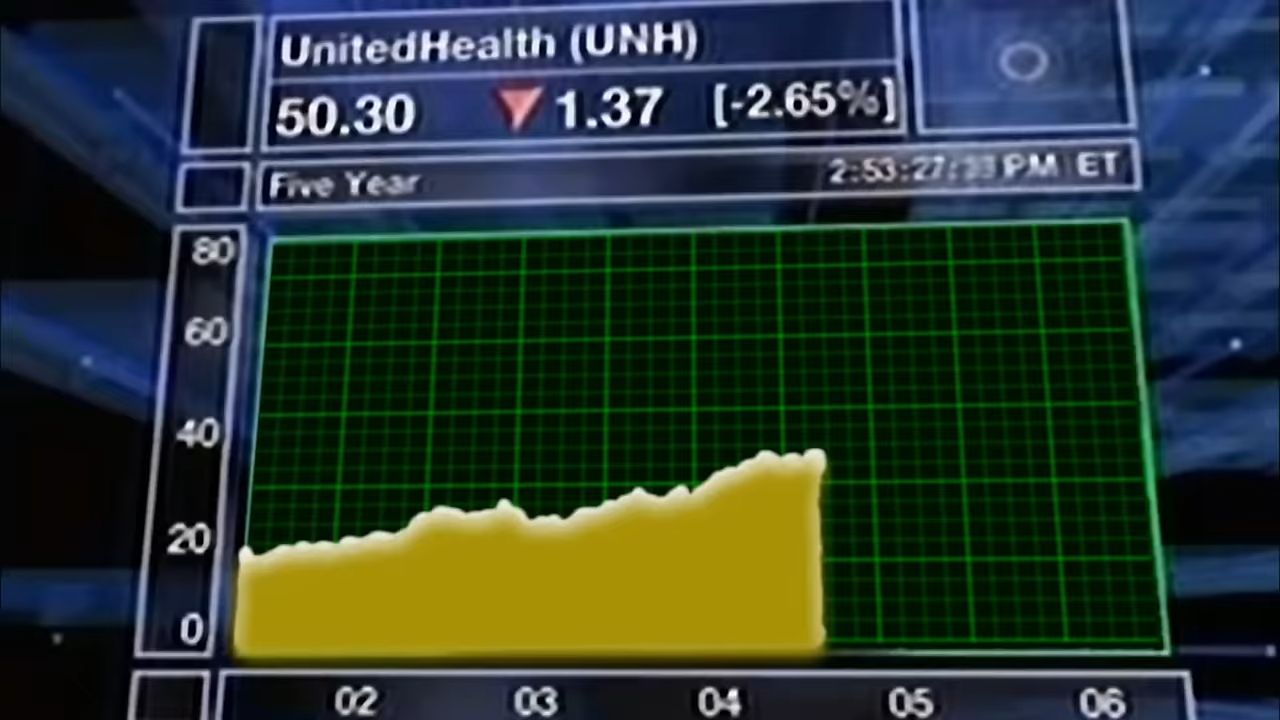 UnitedHealth (UNH)
50.30 ▼ 1.37 [-2.65%]
Five Year
PM ET
80
60
40
20
0
02 03 04 05 06